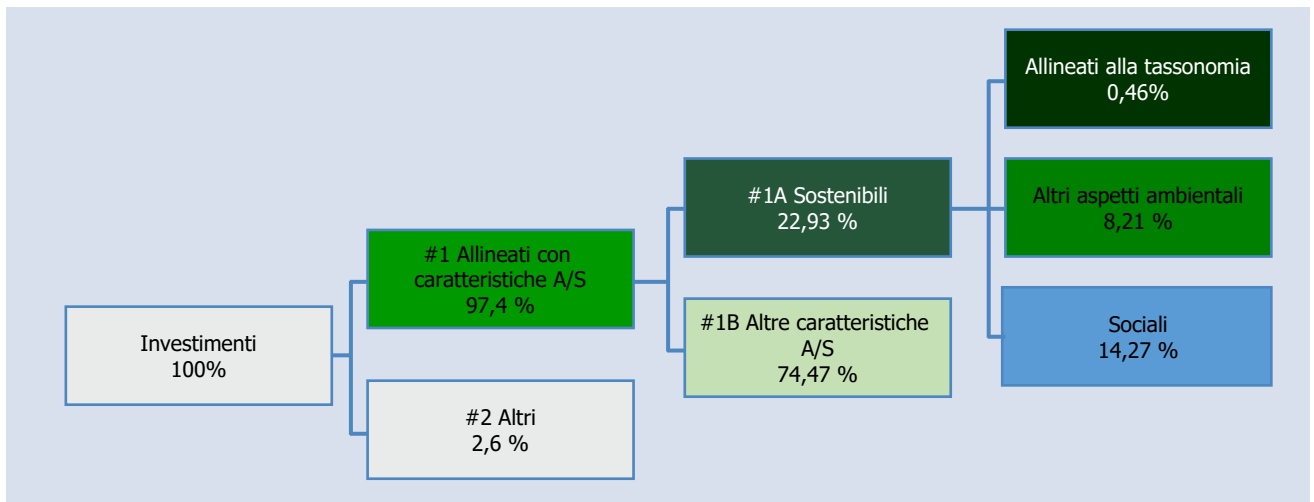 Investimenti
100%
#1 Allineati con
caratteristiche A/S
97,4 %
#2 Altri
2,6 %
#1A Sostenibili
22,93 %
#1B Altre caratteristiche
A/S
74,47 %
Allineati alla tassonomia
0,46%
Altri aspetti ambientali
8,21 %
Sociali
14,27 %